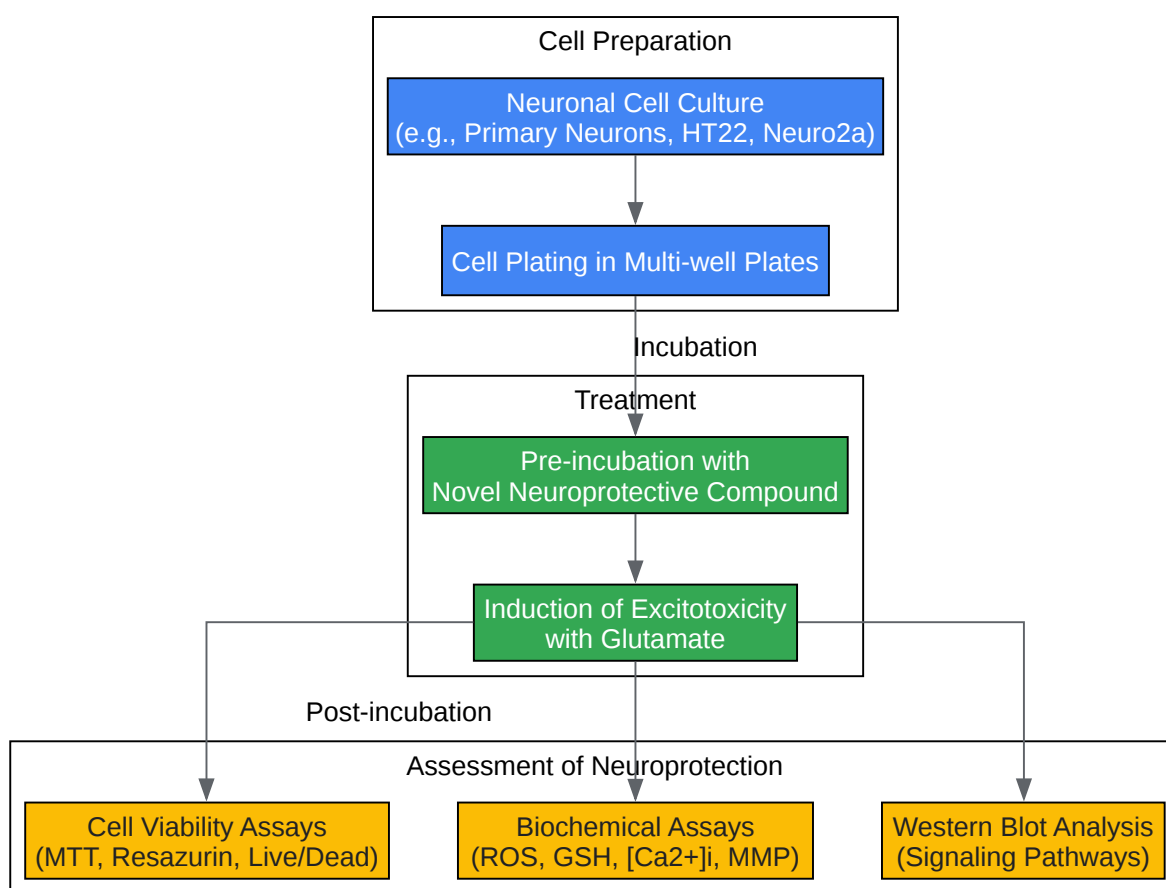 Cell Preparation
Neuronal Cell Culture
(e.g., Primary Neurons, HT22, Neuro2a)
Cell Plating in Multi-well Plates
Incubation
Treatment
Pre-incubation with
Novel Neuroprotective Compound
Induction of Excitotoxicity
with Glutamate
Post-incubation
Assessment of Neuroprotection
Cell Viability Assays
(MTT, Resazurin, Live/Dead)
Biochemical Assays
(ROS, GSH, [Ca2+]i, MMP)
Western Blot Analysis
(Signaling Pathways)